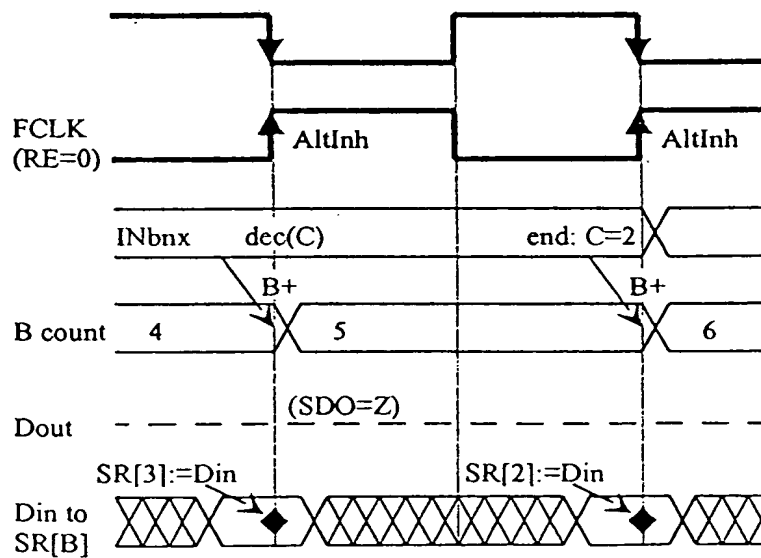 FCLK
(RE=0)
AltInh
AltInh
INbnx
dec(C)
end: C=2
B+
B+
B count
4
5
6
(SDO=Z)
Dout
SR[3]:=Din
SR[2]:=Din
Din to
SR[B]